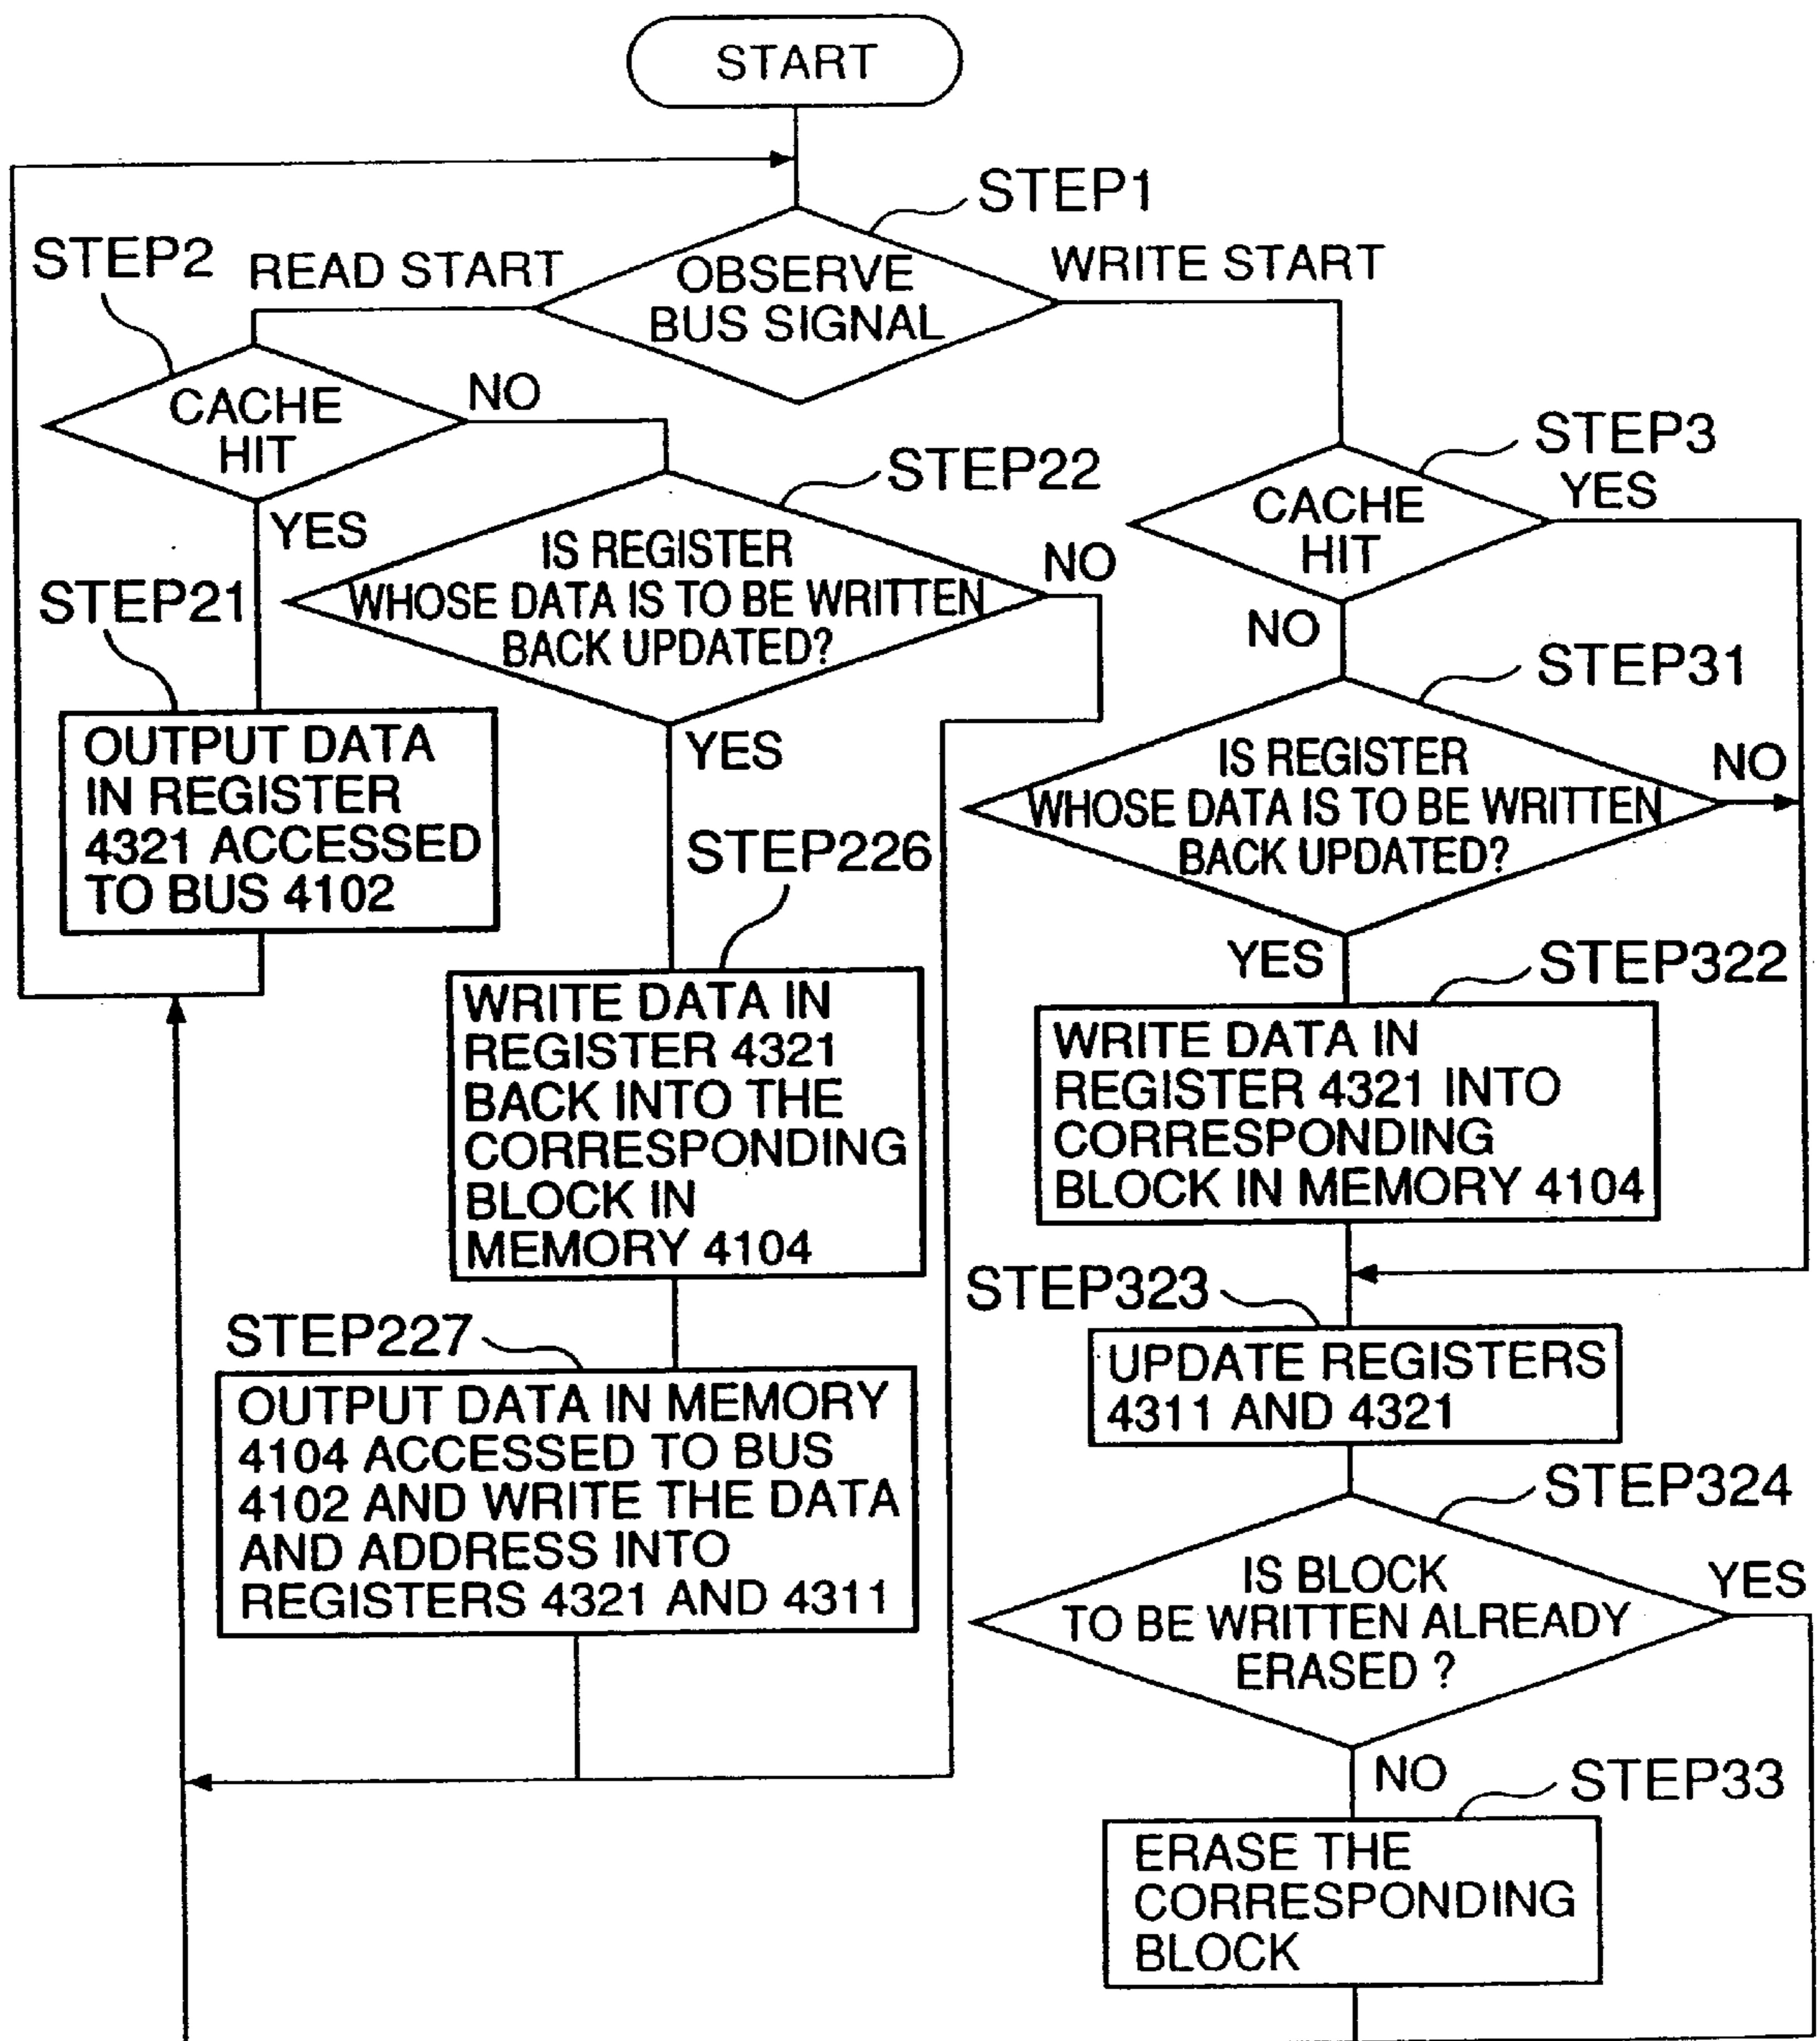 START
STEP1
STEP2
READ START
OBSERVE
BUS SIGNAL
WRITE START
CACHE
HIT
NO
YES
STEP22
IS REGISTER
WHOSE DATA IS TO BE WRITTEN
BACK UPDATED?
NO
YES
STEP21
OUTPUT DATA
IN REGISTER
4321 ACCESSED
TO BUS 4102
STEP226
WRITE DATA IN
REGISTER 4321
BACK INTO THE
CORRESPONDING
BLOCK IN
MEMORY 4104
STEP227
OUTPUT DATA IN MEMORY
4104 ACCESSED TO BUS
4102 AND WRITE THE DATA
AND ADDRESS INTO
REGISTERS 4321 AND 4311
STEP3
CACHE
HIT
YES
NO
STEP31
IS REGISTER
WHOSE DATA IS TO BE WRITTEN
BACK UPDATED?
NO
YES
STEP322
WRITE DATA IN
REGISTER 4321 INTO
CORRESPONDING
BLOCK IN MEMORY 4104
STEP323
UPDATE REGISTERS
4311 AND 4321
STEP324
IS BLOCK
TO BE WRITTEN ALREADY
ERASED ?
YES
NO
STEP33
ERASE THE
CORRESPONDING
BLOCK